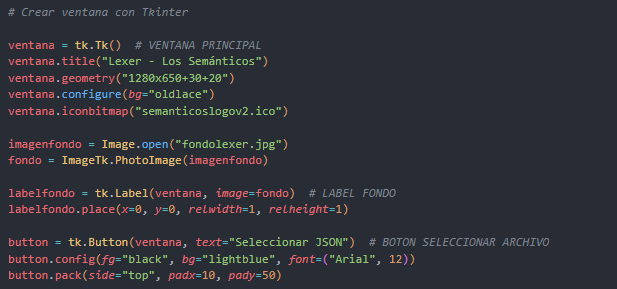 # Crear ventana con Tkinter
ventana = tk.Tk()  # VENTANA PRINCIPAL
ventana.title("Lexer - Los Semánticos")
ventana.geometry("1280x650+30+20")
ventana.configure(bg="oldlace")
ventana.iconbitmap("semanticoslogov2.ico")
imagenfondo = Image.open("fondolexer.jpg")
fondo = ImageTk.PhotoImage(imagenfondo)
labelfondo = tk.Label(ventana, image=fondo)  # LABEL FONDO
labelfondo.place(x=0, y=0, relwidth=1, relheight=1)
button = tk.Button(ventana, text="Seleccionar JSON")  # BOTON SELECCIONAR ARCHIVO
button.config(fg="black", bg="lightblue", font=("Arial", 12))
button.pack(side="top", padx=10, pady=50)